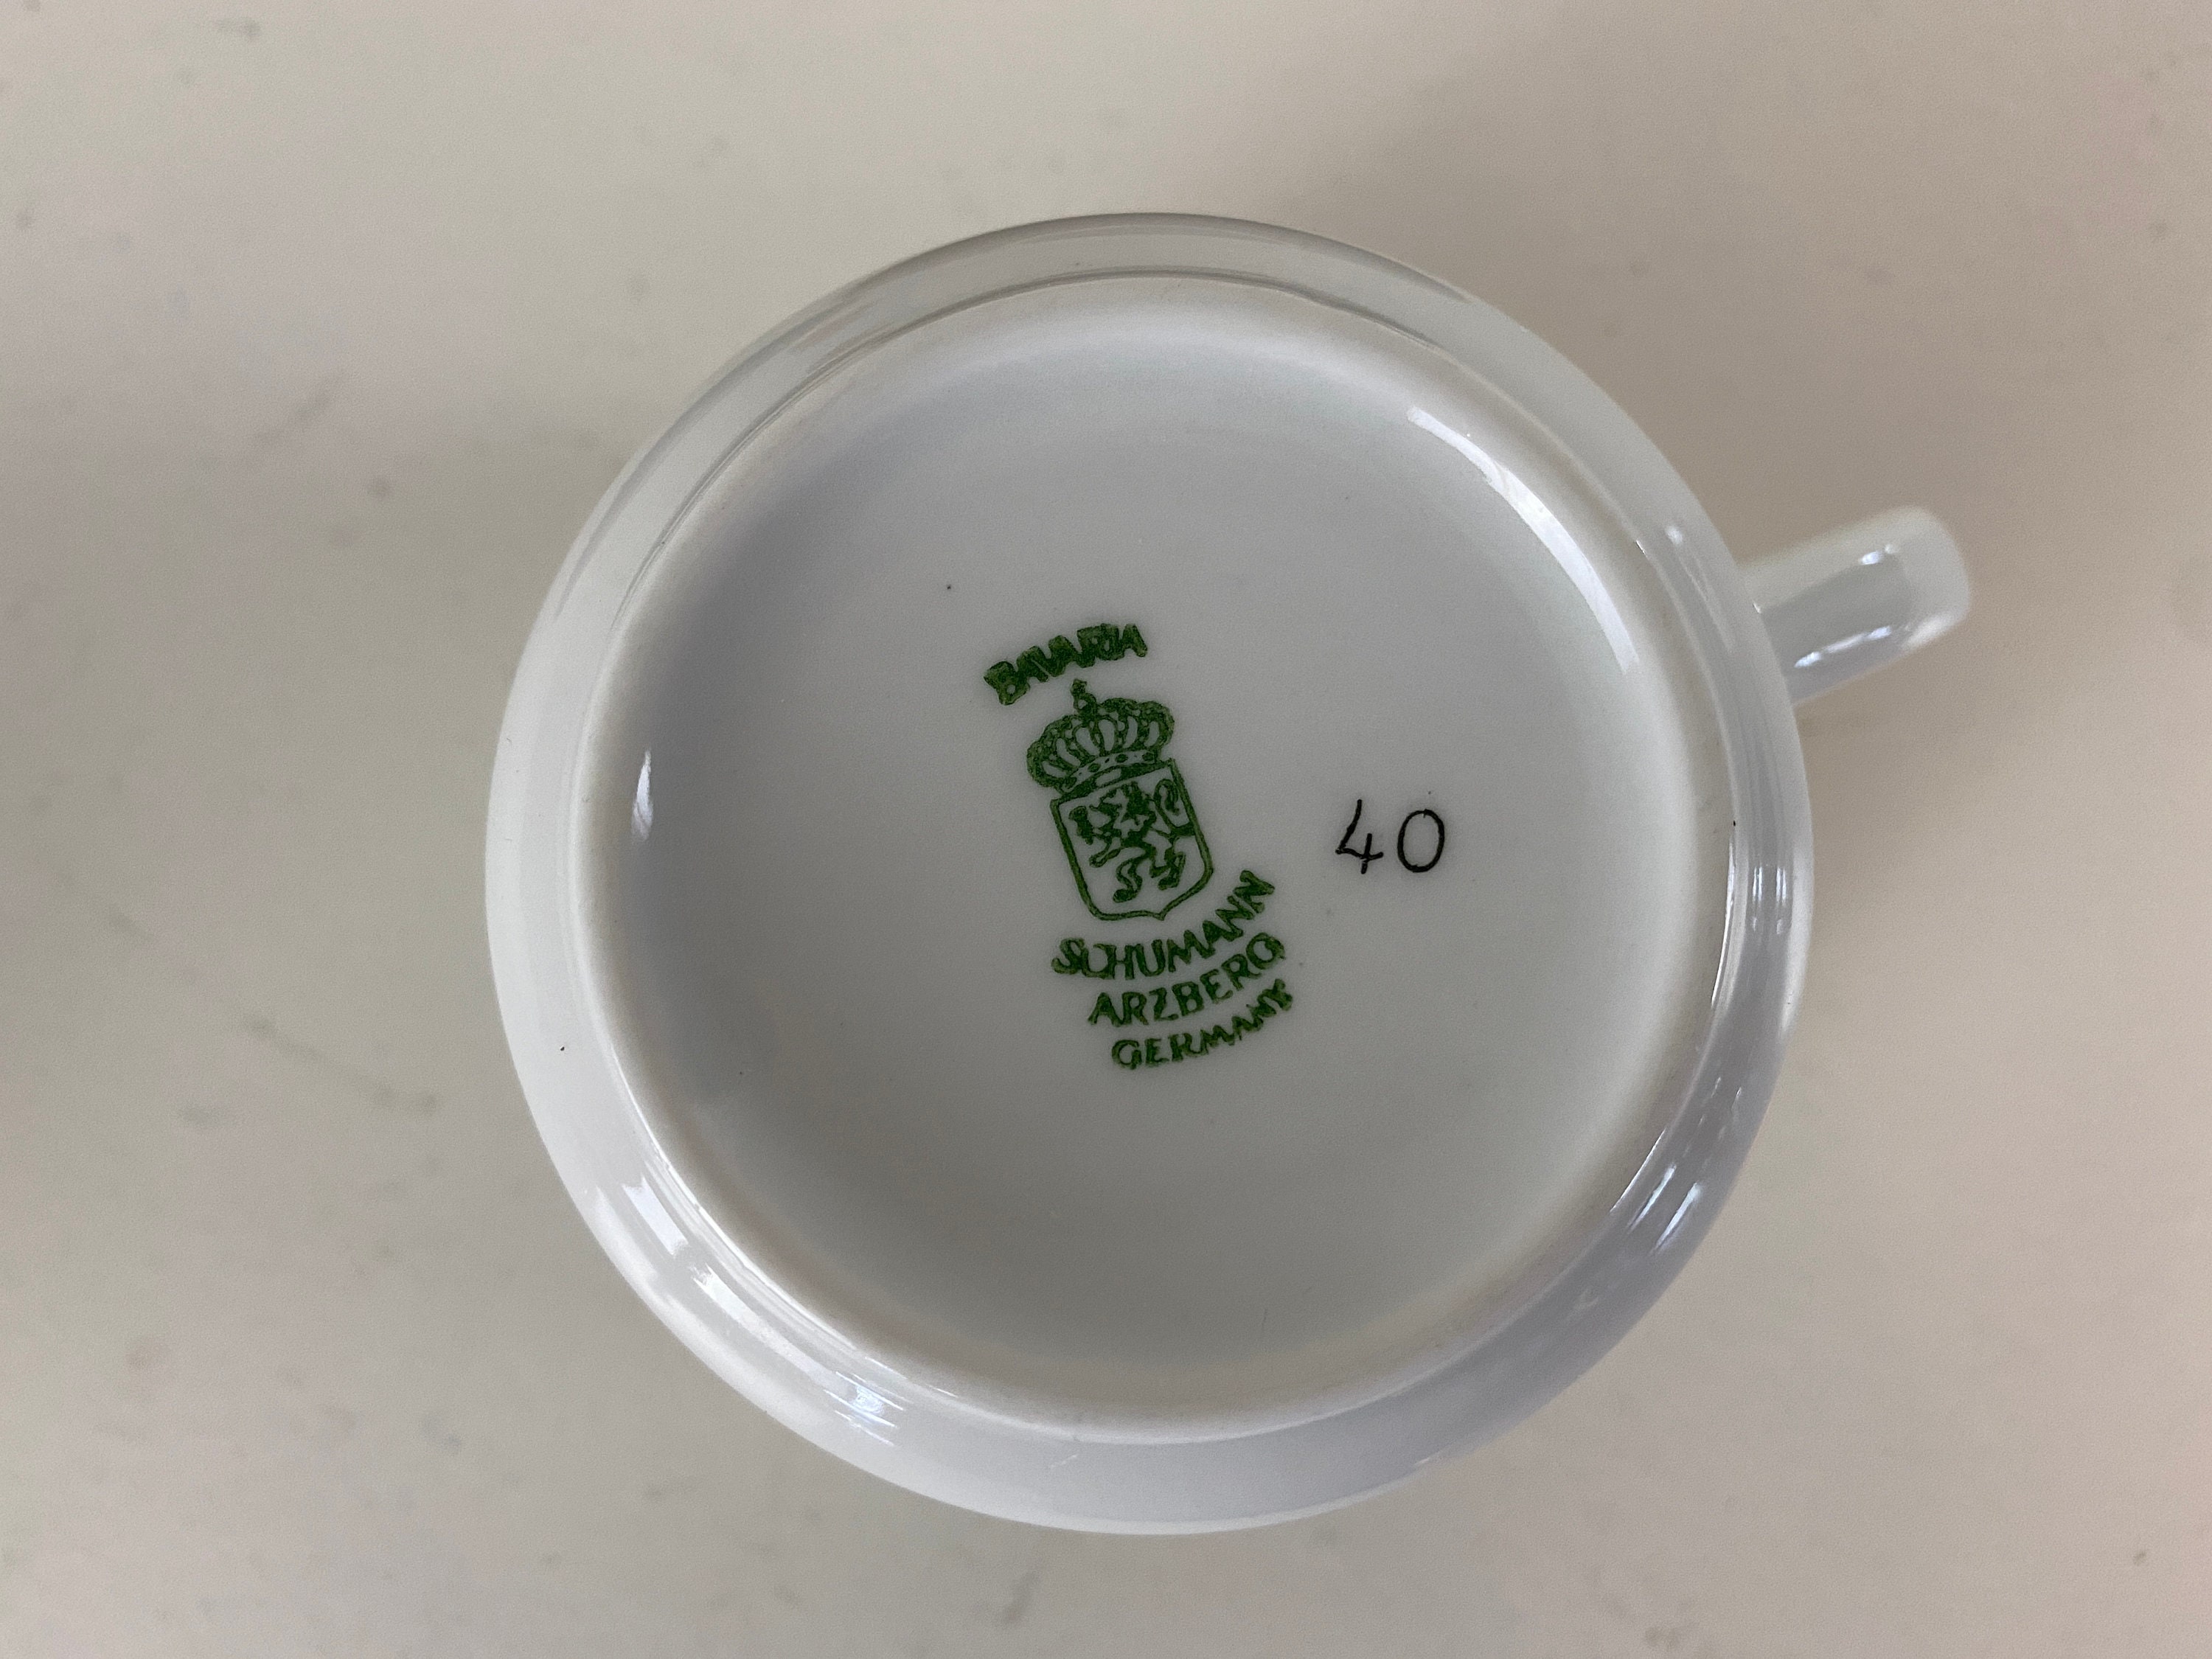 BAVARIA
SCHUMANN
ARZBERG
GERMANY
40